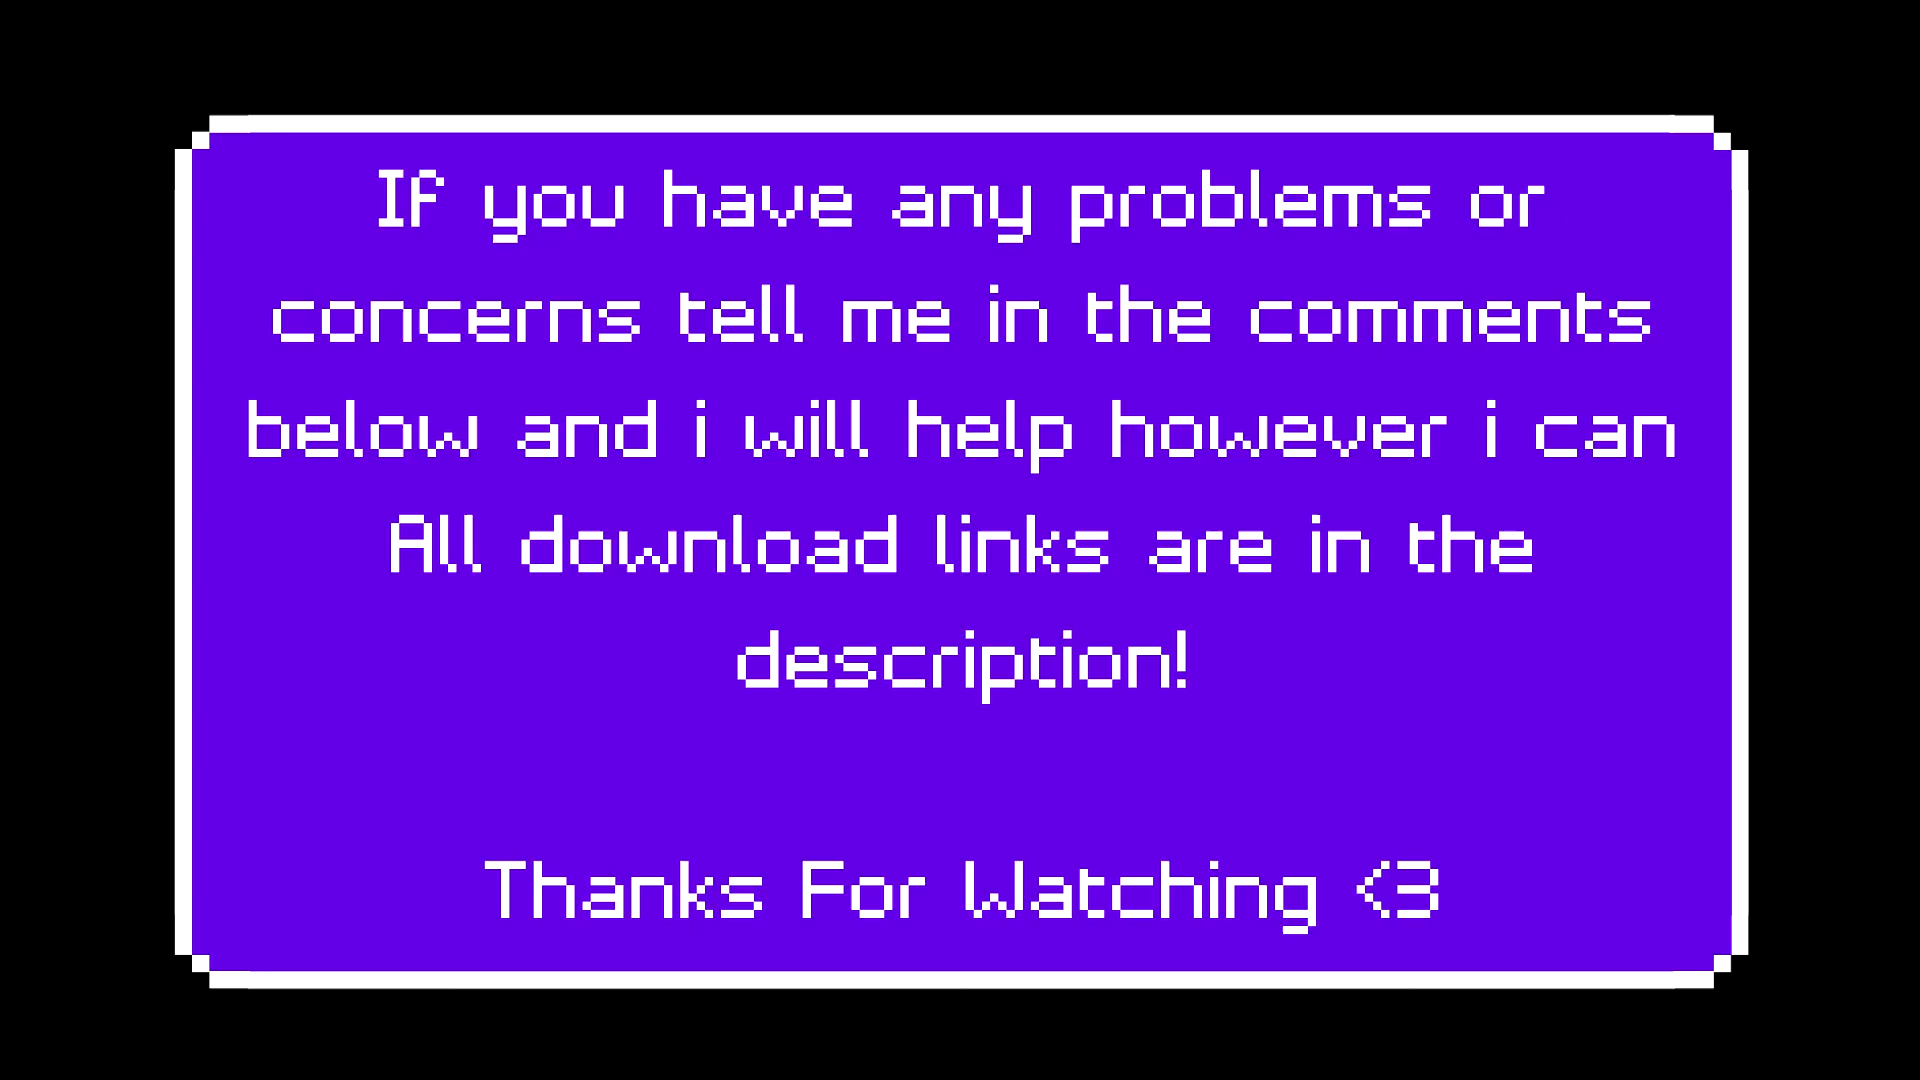 If you have any problems or
concerns tell me in the comments
below and i will help however i can
All download links are in the
description!
Thanks For Watching <3